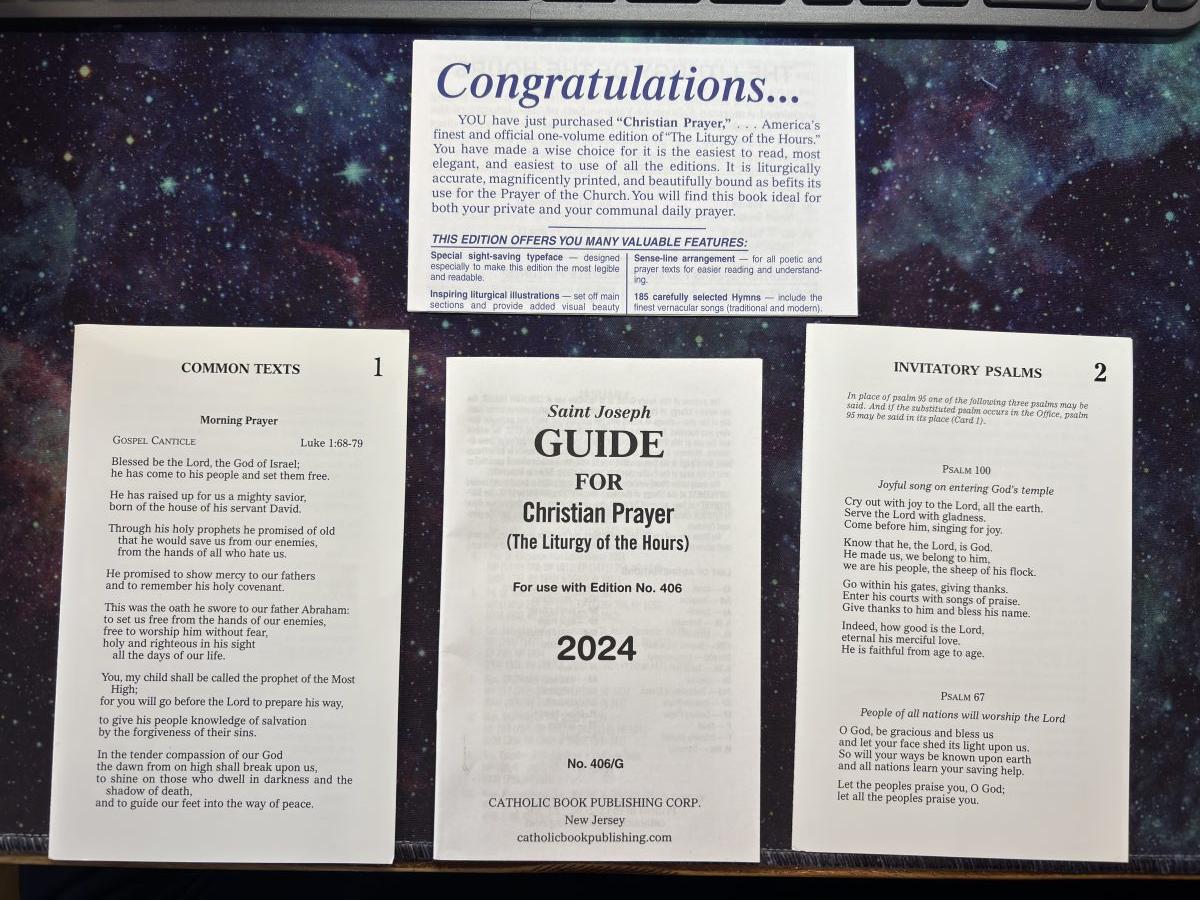 Congratulations...
YOU have just purchased “Christian Prayer,” . . . America’s
finest and official one-volume edition of “The Liturgy of the Hours.”
You have made a wise choice for it is the easiest to read, most
elegant, and easiest to use of all the editions. It is liturgically
accurate, magnificently printed, and beautifully bound as befits its
use for the Prayer of the Church. You will find this book ideal for
both your private and your communal daily prayer.
THIS EDITION OFFERS YOU MANY VALUABLE FEATURES:
Special sight-saving typeface — designed
especially to make this edition the most legible
and readable.
Inspiring liturgical illustrations — set off main
sections and provide added visual beauty
Sense-line arrangement — for all poetic and
prayer texts for easier reading and understand-
ing.
185 carefully selected Hymns — include the
finest vernacular songs (traditional and modern).
COMMON TEXTS 1
Morning Prayer
GOSPEL CANTICLE Luke 1:68-79
Blessed be the Lord, the God of Israel;
he has come to his people and set them free.
He has raised up for us a mighty savior,
born of the house of his servant David.
Through his holy prophets he promised of old
that he would save us from our enemies,
from the hands of all who hate us.
He promised to show mercy to our fathers
and to remember his holy covenant.
This was the oath he swore to our father Abraham:
to set us free from the hands of our enemies,
free to worship him without fear,
holy and righteous in his sight
all the days of our life.
You, my child shall be called the prophet of the Most
High;
for you will go before the Lord to prepare his way,
to give his people knowledge of salvation
by the forgiveness of their sins.
In the tender compassion of our God
the dawn from on high shall break upon us,
to shine on those who dwell in darkness and the
shadow of death,
and to guide our feet into the way of peace.
Saint Joseph
GUIDE
FOR
Christian Prayer
(The Liturgy of the Hours)
For use with Edition No. 406
2024
No. 406/G
CATHOLIC BOOK PUBLISHING CORP.
New Jersey
catholicbookpublishing.com
INVITATORY PSALMS 2
In place of psalm 95 one of the following three psalms may be
said. And if the substituted psalm occurs in the Office, psalm
95 may be said in its place (Card 1).
PSALM 100
Joyful song on entering God’s temple
Cry out with joy to the Lord, all the earth.
Serve the Lord with gladness.
Come before him, singing for joy.
Know that he, the Lord, is God.
He made us, we belong to him,
we are his people, the sheep of his flock.
Go within his gates, giving thanks.
Enter his courts with songs of praise.
Give thanks to him and bless his name.
Indeed, how good is the Lord,
eternal his merciful love.
He is faithful from age to age.
PSALM 67
People of all nations will worship the Lord
O God, be gracious and bless us
and let your face shed its light upon us.
So will your ways be known upon earth
and all nations learn your saving help.
Let the peoples praise you, O God;
let all the peoples praise you.